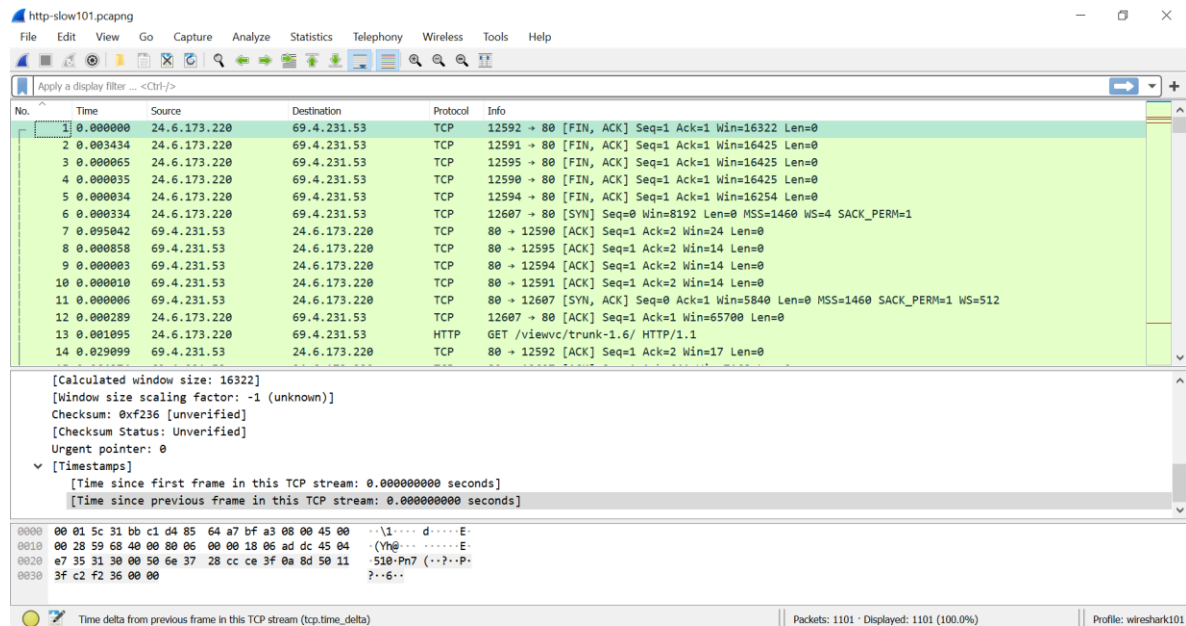 http-slow101.pcapng
File Edit View Go Capture Analyze Statistics Telephony Wireless Tools Help
Apply a display filter ... <Ctrl-/>
No. Time Source Destination Protocol Info
1 0.000000 24.6.173.220 69.4.231.53 TCP 12592 → 80 [FIN, ACK] Seq=1 Ack=1 Win=16322 Len=0
2 0.003434 24.6.173.220 69.4.231.53 TCP 12591 → 80 [FIN, ACK] Seq=1 Ack=1 Win=16425 Len=0
3 0.000065 24.6.173.220 69.4.231.53 TCP 12595 → 80 [FIN, ACK] Seq=1 Ack=1 Win=16425 Len=0
4 0.000035 24.6.173.220 69.4.231.53 TCP 12590 → 80 [FIN, ACK] Seq=1 Ack=1 Win=16425 Len=0
5 0.000034 24.6.173.220 69.4.231.53 TCP 12594 → 80 [FIN, ACK] Seq=1 Ack=1 Win=16254 Len=0
6 0.000334 24.6.173.220 69.4.231.53 TCP 12607 → 80 [SYN] Seq=0 Win=8192 Len=0 MSS=1460 WS=4 SACK_PERM=1
7 0.095042 69.4.231.53 24.6.173.220 TCP 80 → 12590 [ACK] Seq=1 Ack=2 Win=24 Len=0
8 0.000858 69.4.231.53 24.6.173.220 TCP 80 → 12595 [ACK] Seq=1 Ack=2 Win=14 Len=0
9 0.000003 69.4.231.53 24.6.173.220 TCP 80 → 12594 [ACK] Seq=1 Ack=2 Win=14 Len=0
10 0.000010 69.4.231.53 24.6.173.220 TCP 80 → 12591 [ACK] Seq=1 Ack=2 Win=14 Len=0
11 0.000006 69.4.231.53 24.6.173.220 TCP 80 → 12607 [SYN, ACK] Seq=0 Ack=1 Win=5840 Len=0 MSS=1460 SACK_PERM=1 WS=512
12 0.000289 24.6.173.220 69.4.231.53 TCP 12607 → 80 [ACK] Seq=1 Ack=1 Win=65700 Len=0
13 0.001095 24.6.173.220 69.4.231.53 HTTP GET /viewvc/trunk-1.6/ HTTP/1.1
14 0.029099 69.4.231.53 24.6.173.220 TCP 80 → 12592 [ACK] Seq=1 Ack=2 Win=17 Len=0
[Calculated window size: 16322]
[Window size scaling factor: -1 (unknown)]
Checksum: 0xf236 [unverified]
[Checksum Status: Unverified]
Urgent pointer: 0
[Timestamps]
[Time since first frame in this TCP stream: 0.000000000 seconds]
[Time since previous frame in this TCP stream: 0.000000000 seconds]
0000 00 01 5c 31 bb c1 d4 85 64 a7 bf a3 08 00 45 00 ··\1···· d·····E·
0010 00 28 59 68 40 00 80 06 00 00 18 06 ad dc 45 04 ·(Yh@··· ······E·
0020 e7 35 31 30 00 50 6e 37 28 cc ce 3f 0a 8d 50 11 ·510·Pn7 (··?··P·
0030 3f c2 f2 36 00 00 ?··6··
Time delta from previous frame in this TCP stream (tcp.time_delta) Packets: 1101 · Displayed: 1101 (100.0%) Profile: wireshark101